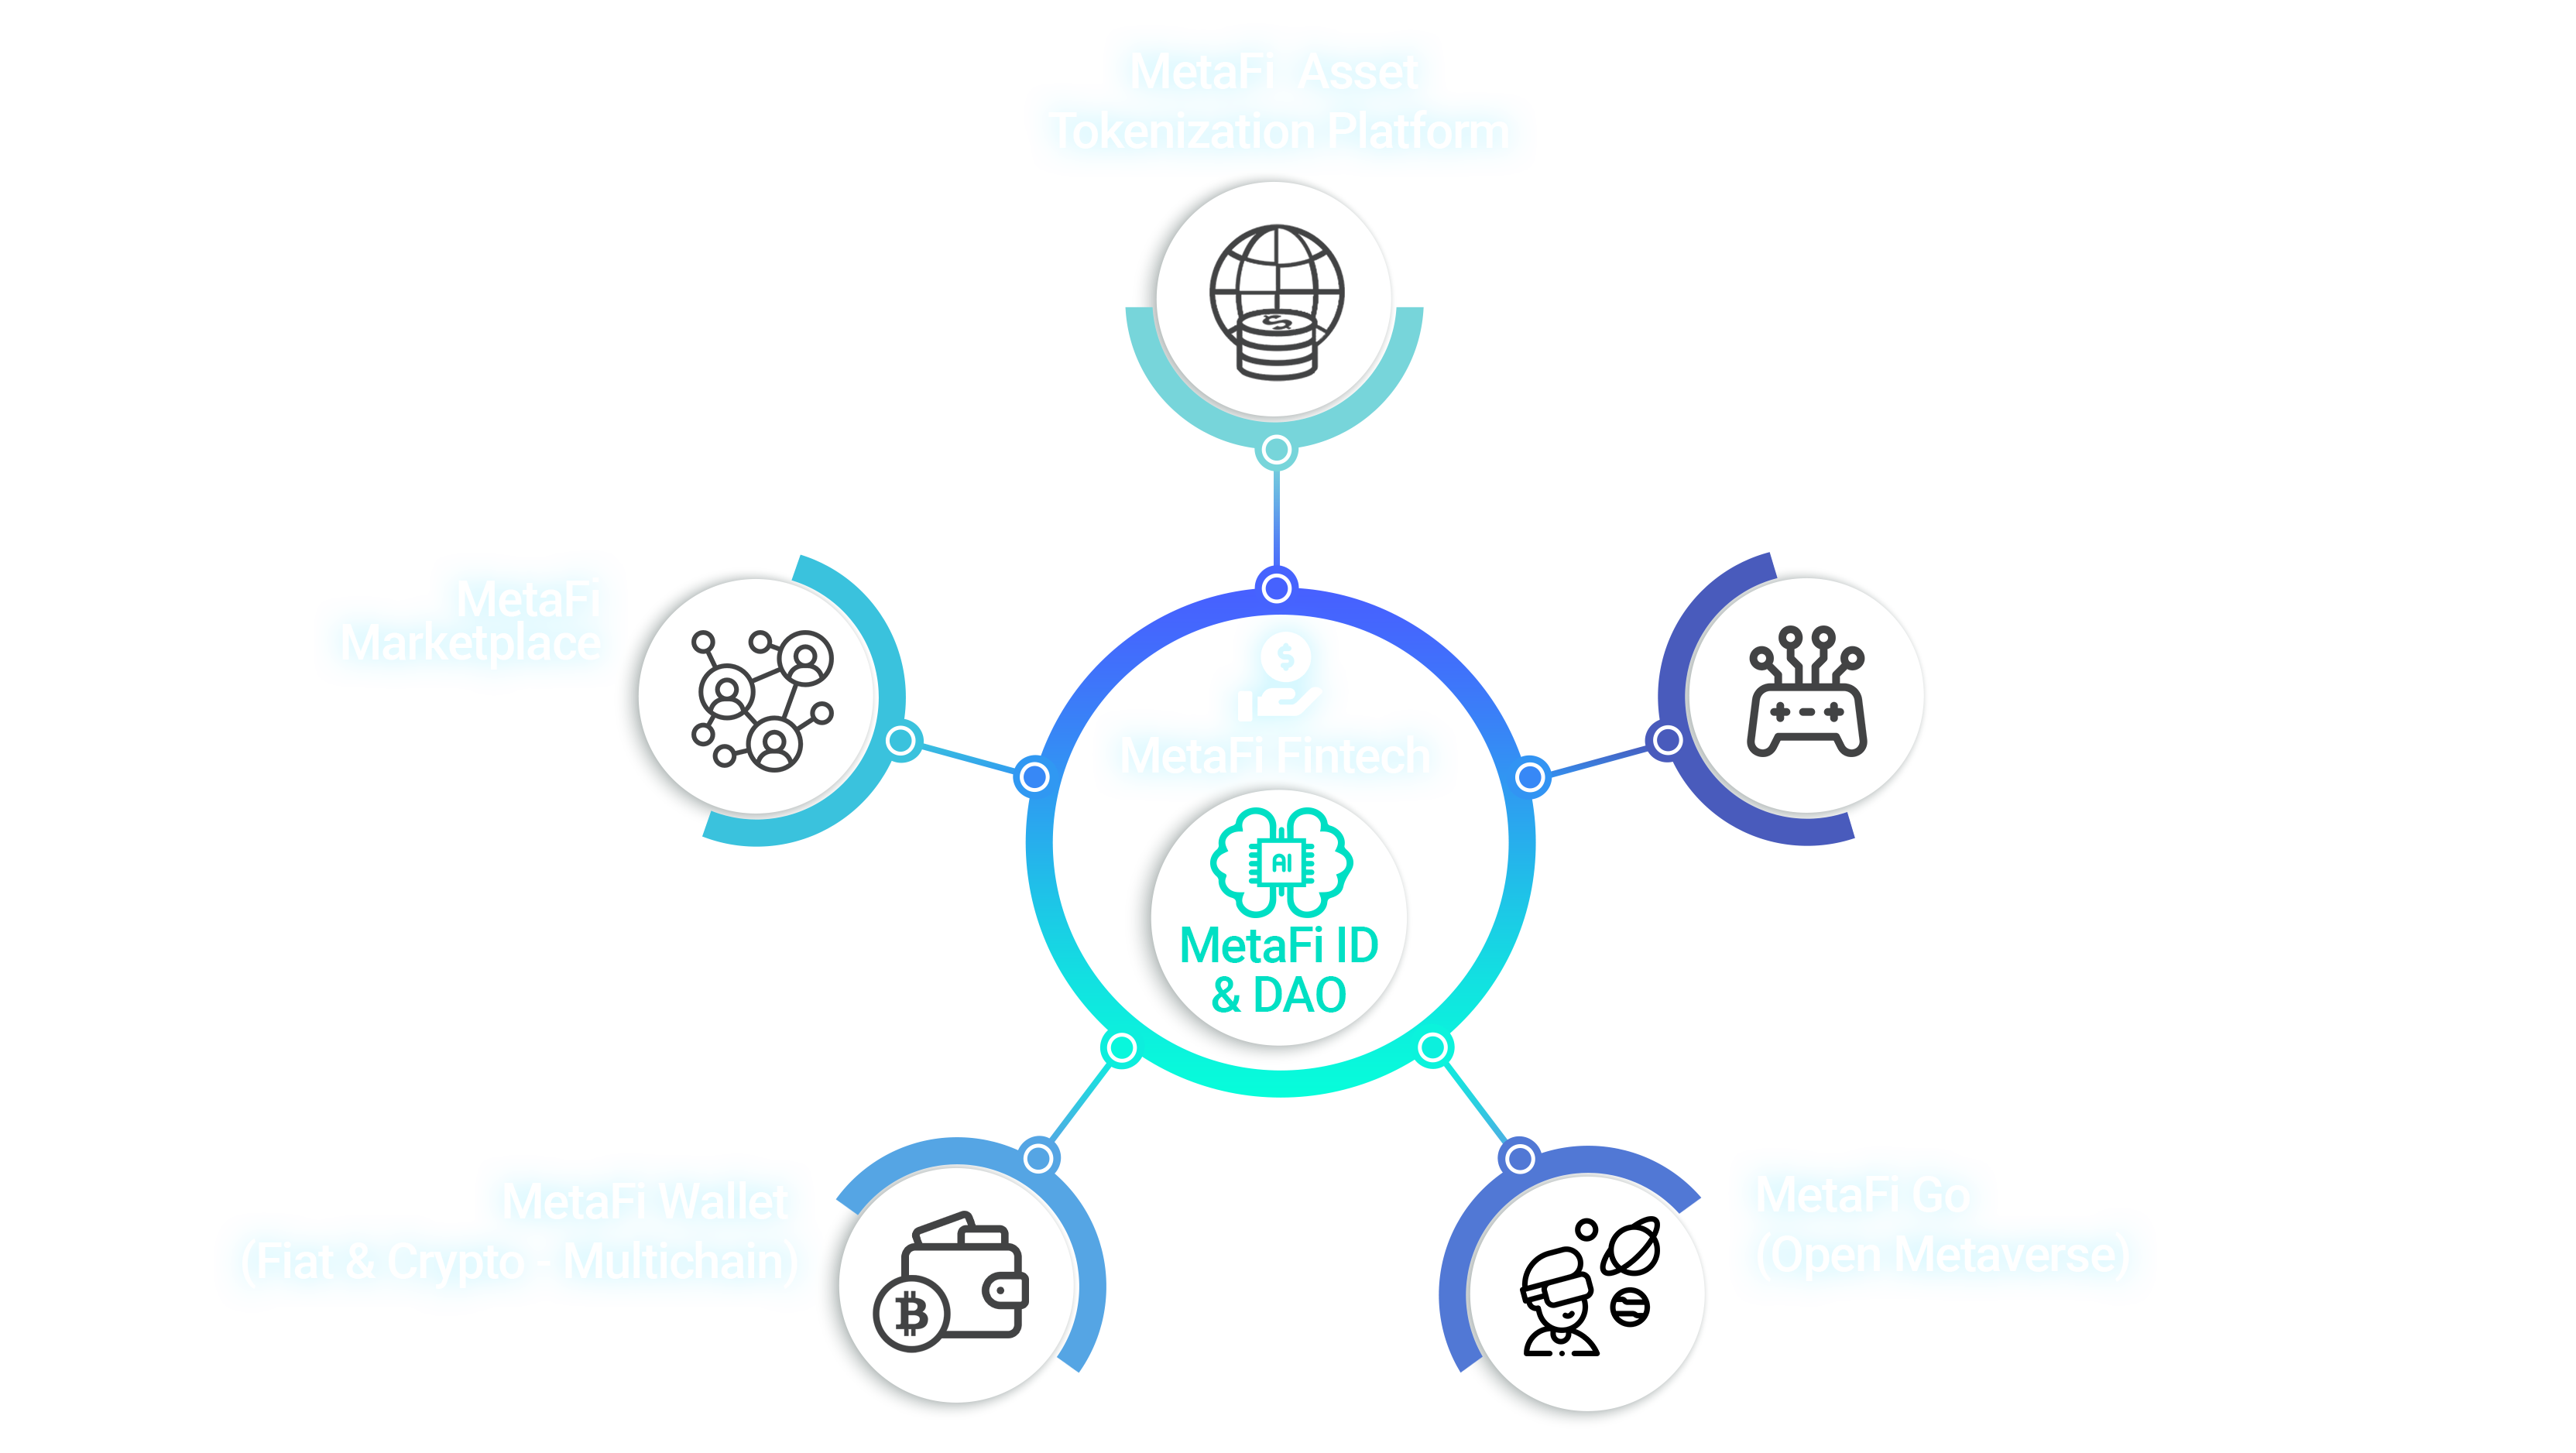 MetaFi Asset
Tokenization Platform
MetaFi
Marketplace
$
$
MetaFi Fintech
AI
MetaFi ID
& DAO
MetaFi Wallet
(Fiat & Crypto - Multichain)
MetaFi Go
(Open Metaverse)